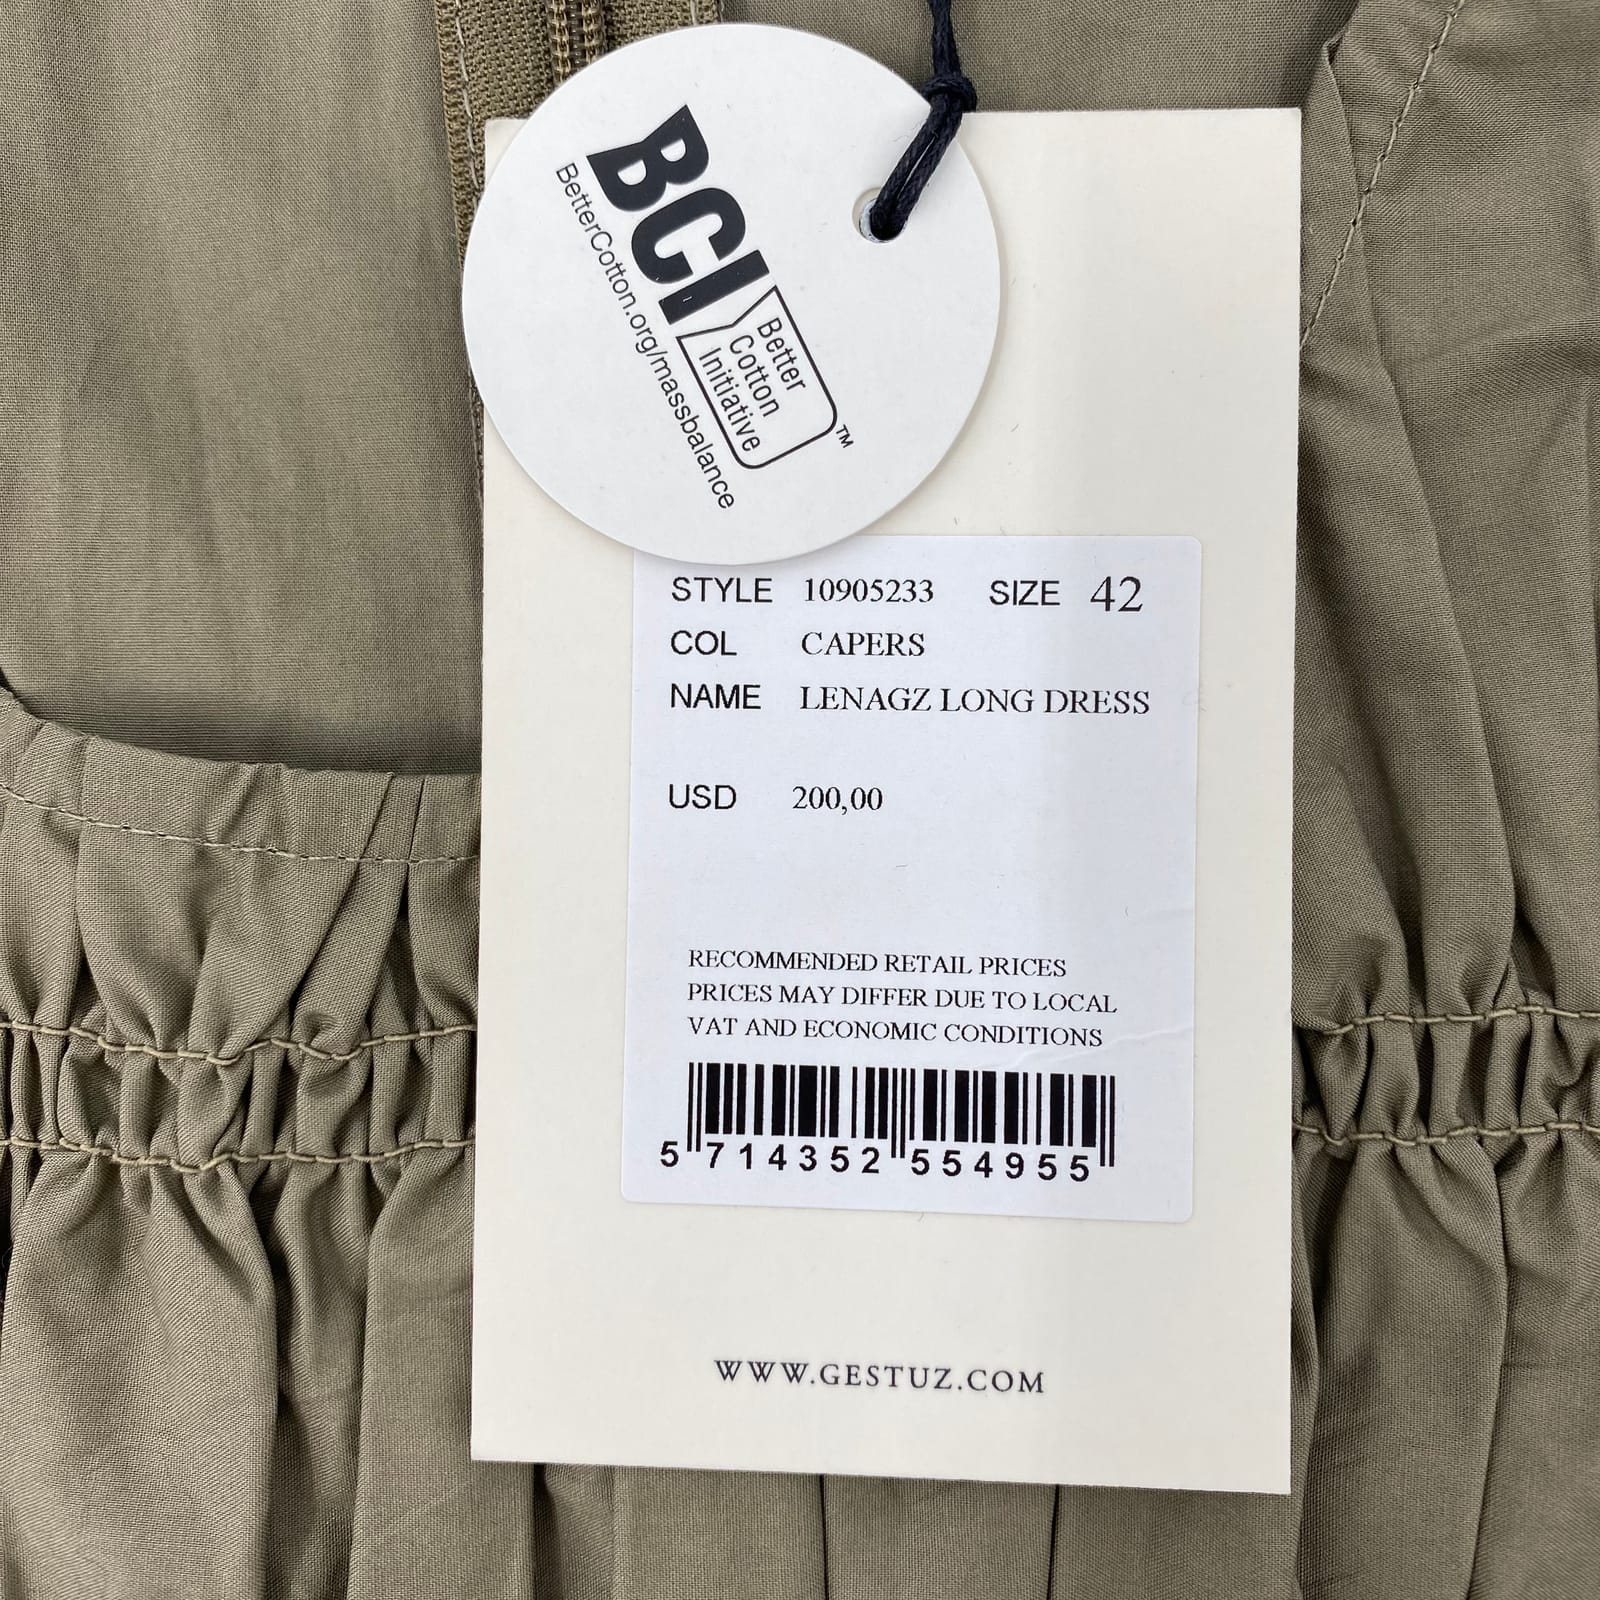 BCI
Better
Cotton
Initiative
TM
BetterCotton.org/massbalance
STYLE 10905233 SIZE 42
COL CAPERS
NAME LENAGZ LONG DRESS
USD 200,00
RECOMMENDED RETAIL PRICES
PRICES MAY DIFFER DUE TO LOCAL
VAT AND ECONOMIC CONDITIONS
5 714352 554955
WWW.GESTUZ.COM